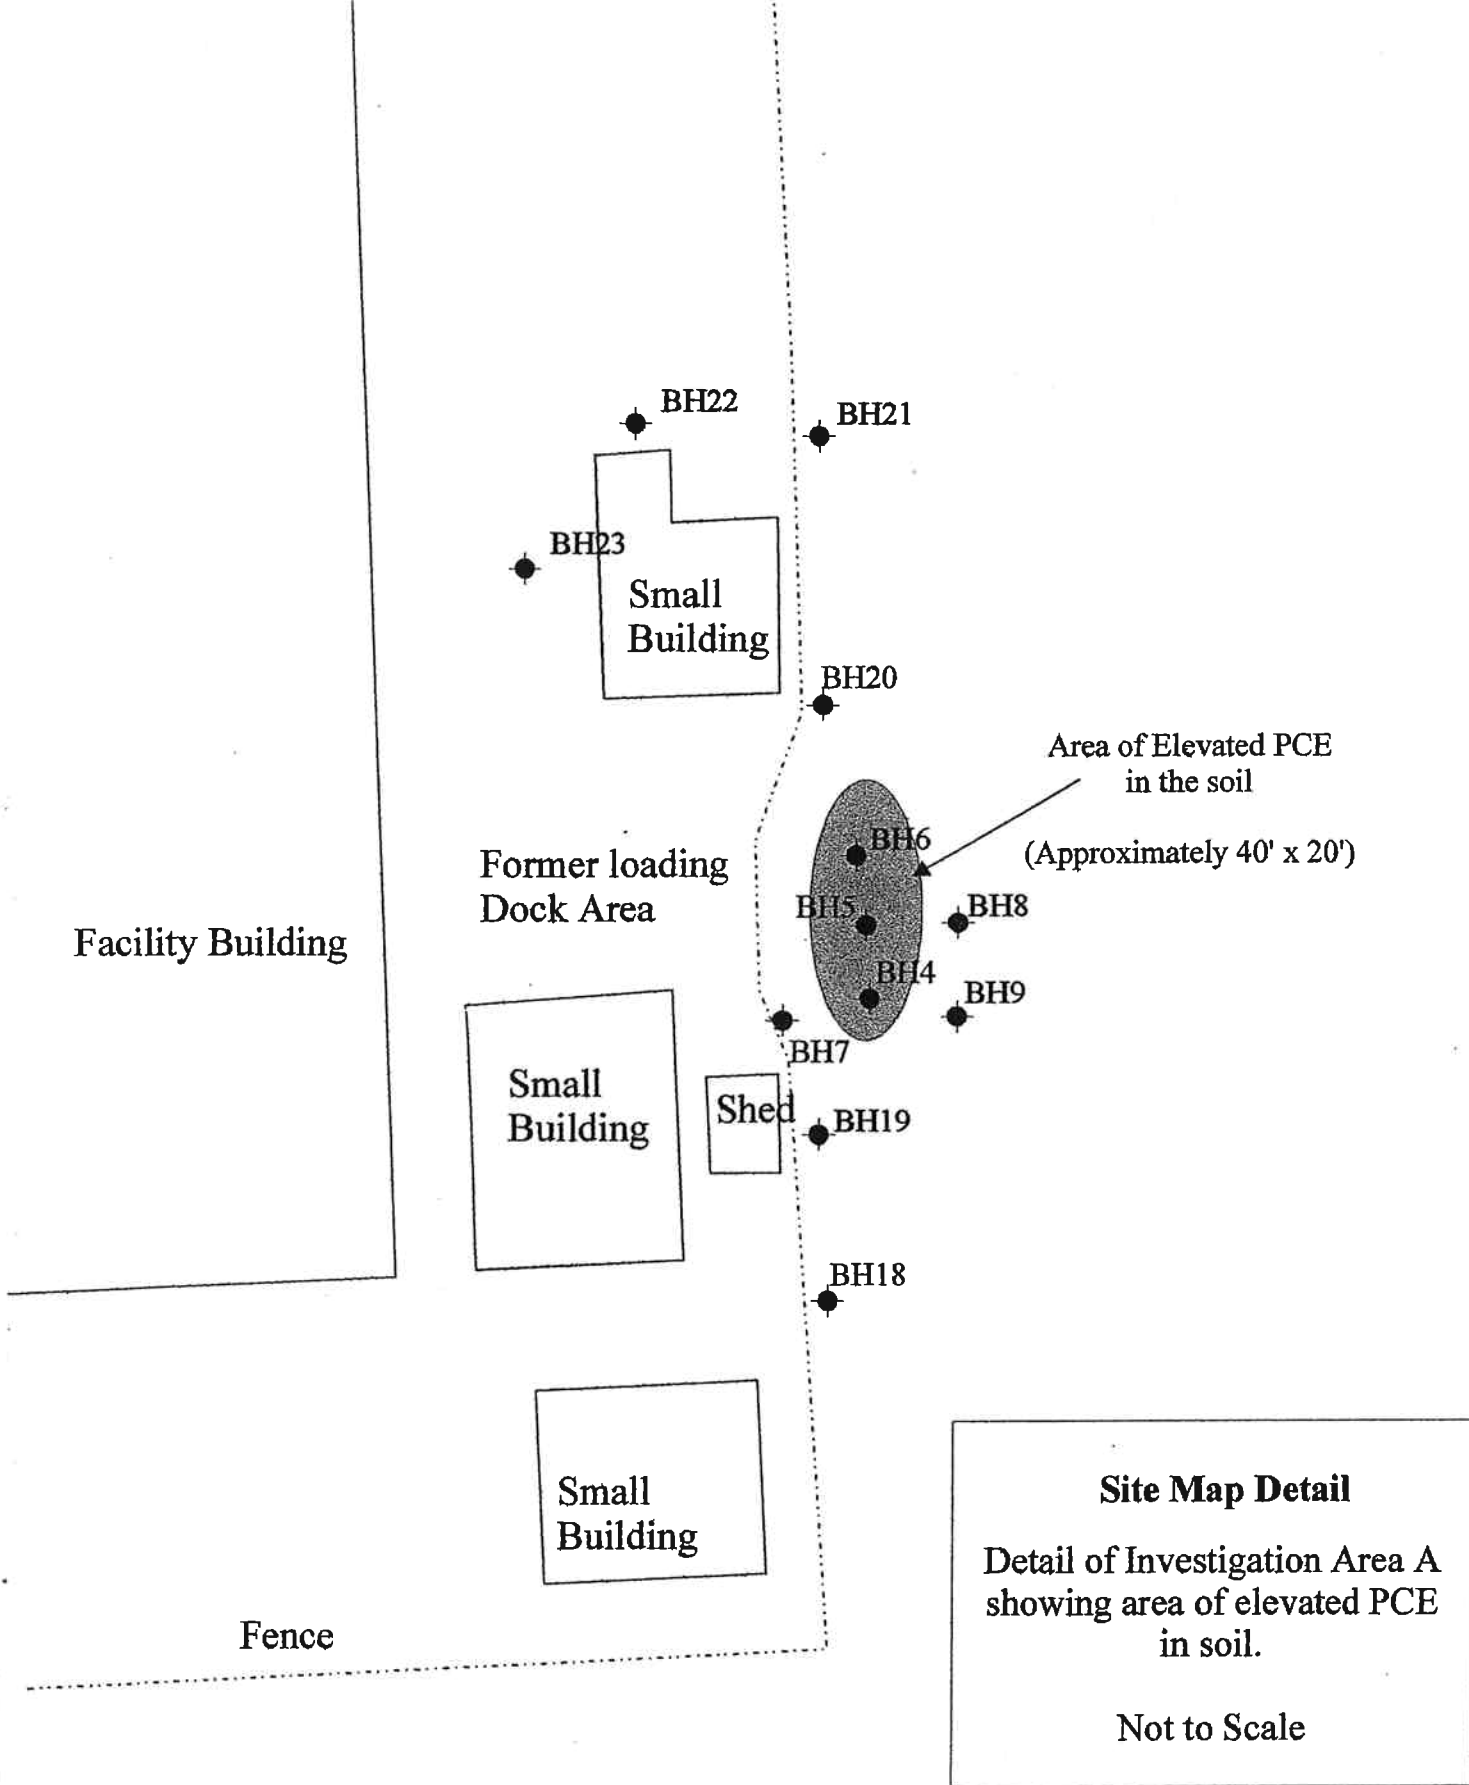 BH22
BH21
BH23
Small
Building
BH20
Area of Elevated PCE
in the soil
(Approximately 40' x 20')
BH6
Former loading
Dock Area
BH5
BH8
Facility Building
BH4
BH9
BH7
Small
Building
Shed
BH19
BH18
Small
Building
Fence
Site Map Detail
Detail of Investigation Area A
showing area of elevated PCE
in soil.
Not to Scale